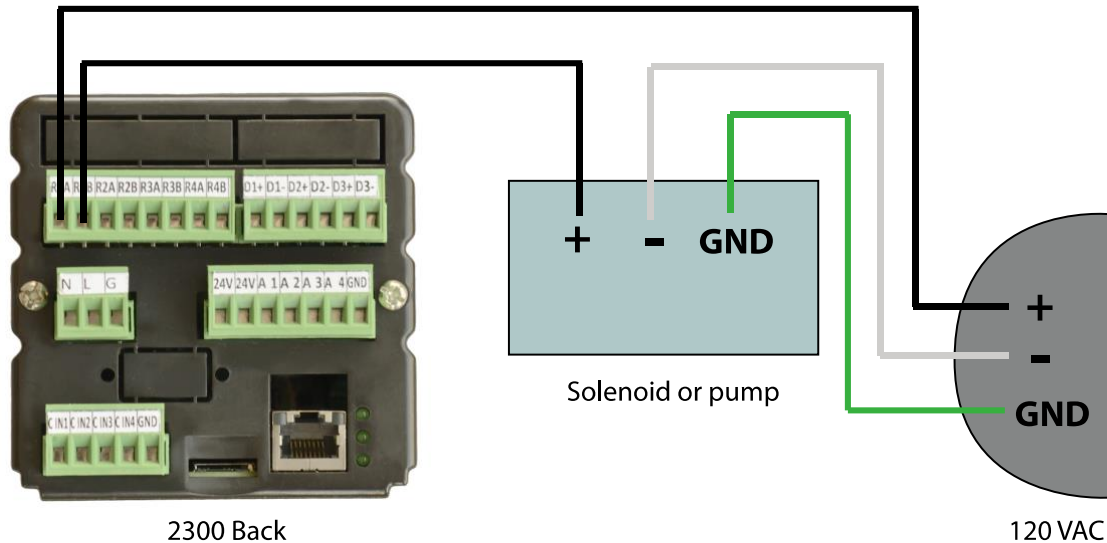 R1A R1B R2A R2B R3A R3B R4A R4B D1+ D1- D2+ D2- D3+ D3-
+ - GND
N L G
24V 24V A 1 A 2 A 3 A 4 GND
+
-
GND
Solenoid or pump
C IN1 C IN2 C IN3 C IN4 GND
2300 Back
120 VAC